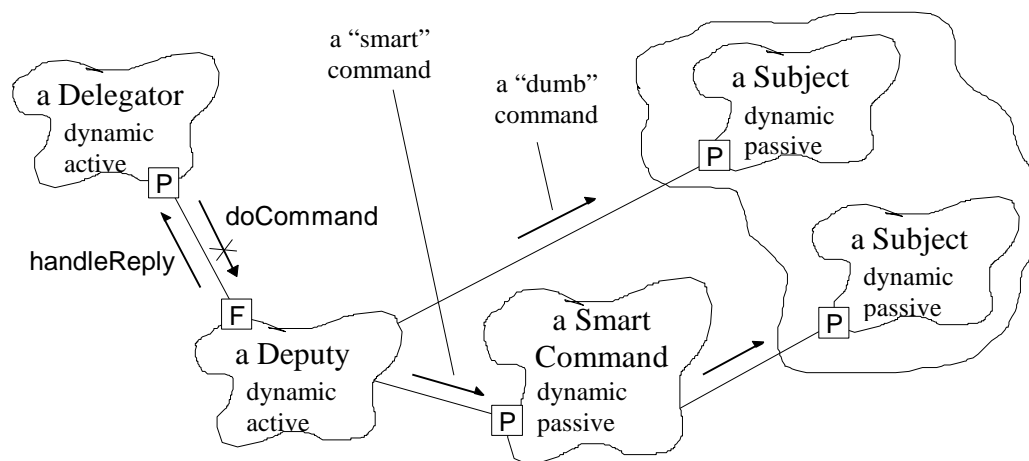 a “smart”
command
a “dumb”
command
a Delegator
dynamic
active
P
doCommand
handleReply
F
a Deputy
dynamic
active
a Subject
dynamic
passive
P
a Subject
dynamic
passive
P
a Smart
Command
dynamic
passive
P